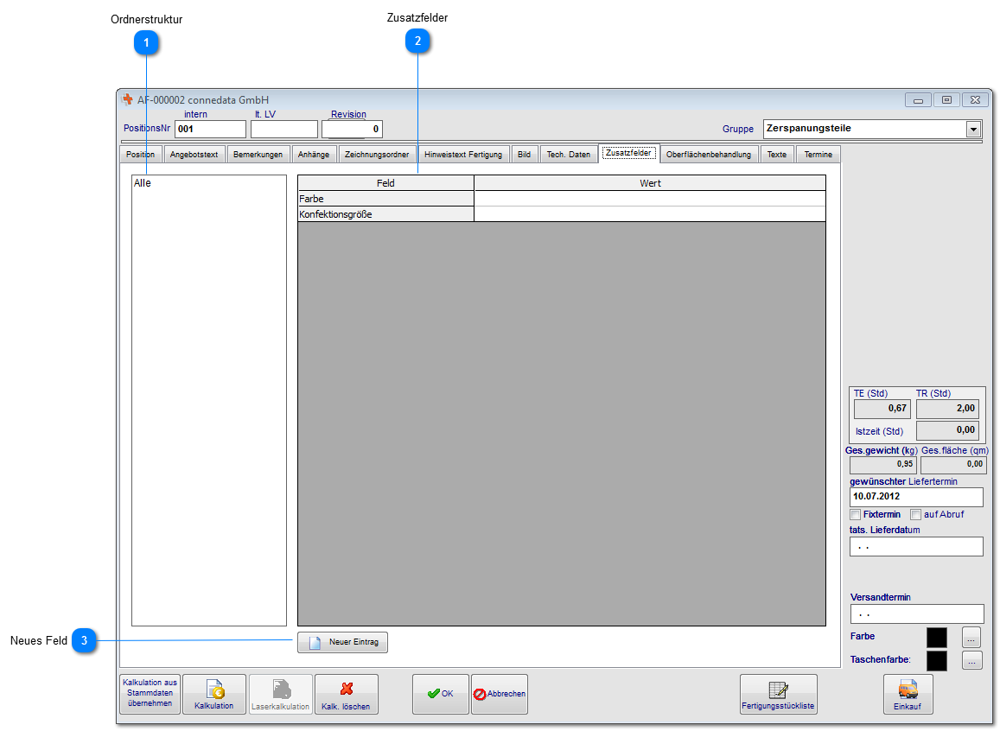 Ordnerstruktur
Zusatzfelder
1
2
AF-000002 connedata GmbH
intern lt. LV Revision
PositionsNr 001 0
Gruppe Zerspanungsteile
Position Angebotstext Bemerkungen Anhänge Zeichnungsordner Hinweistext Fertigung Bild Tech. Daten Zusatzfelder Oberflächenbehandlung Texte Termine
Alle
Feld Wert
Farbe
Konfektionsgröße
TE (Std) TR (Std)
0,67 2,00
Istzeit (Std) 0,00
Ges.gewicht (kg) Ges.fläche (qm)
0,95 0,00
gewünschter Liefertermin
10.07.2012
Fixtermin auf Abruf
tats. Lieferdatum
. .
Versandtermin
. .
Farbe ...
Taschenfarbe: ...
Neues Feld 3
Neuer Eintrag
Kalkulation aus
Stammdaten
übernehmen
Kalkulation
Laserkalkulation
Kalk. löschen
OK
Abbrechen
Fertigungsstückliste
Einkauf